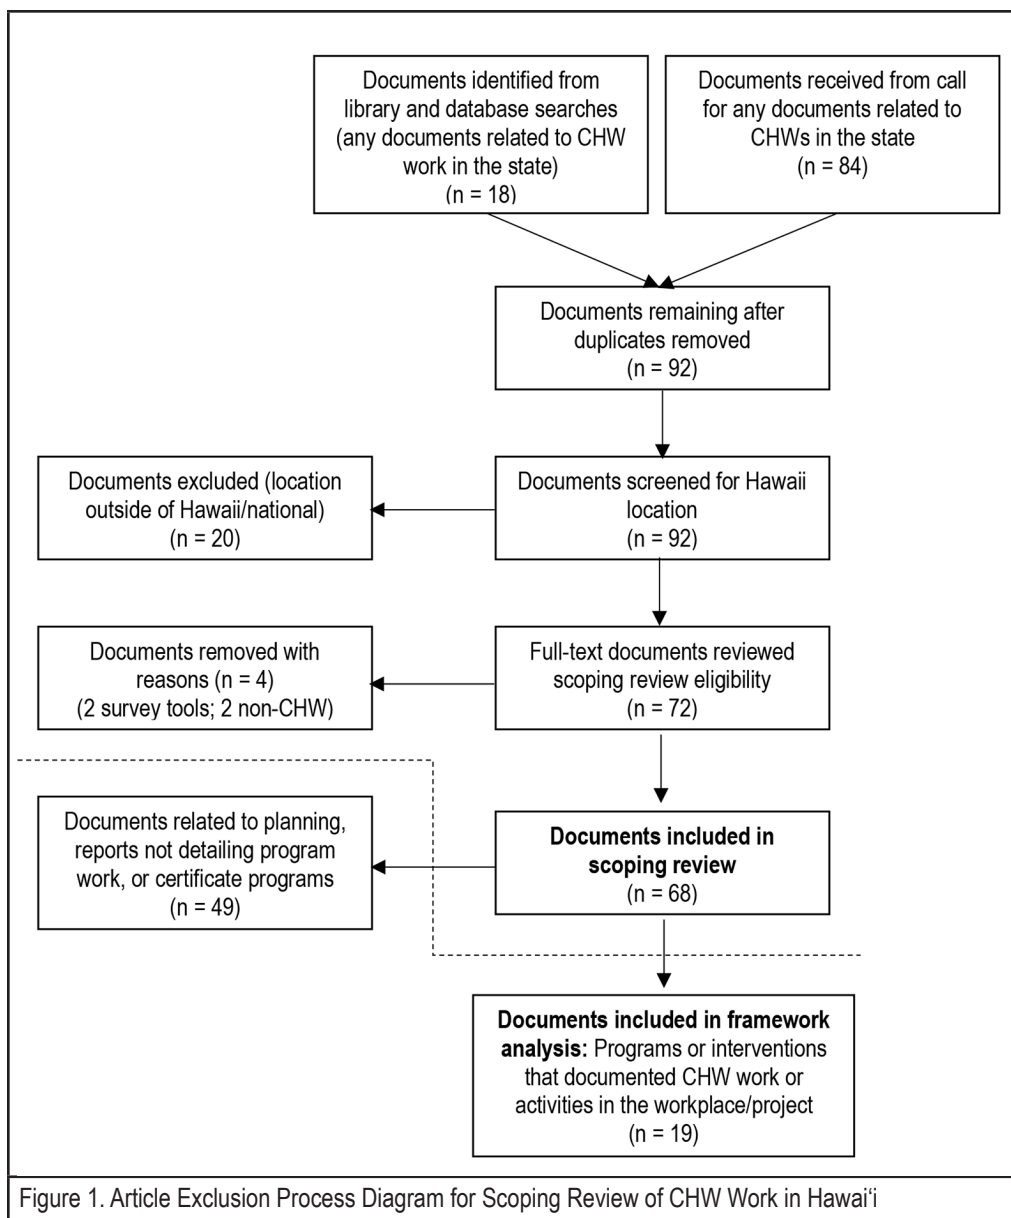 Documents identified from
library and database searches
(any documents related to CHW
work in the state)
(n = 18)
Documents received from call
for any documents related to
CHWs in the state
(n = 84)
Documents remaining after
duplicates removed
(n = 92)
Documents excluded (location
outside of Hawaii/national)
(n = 20)
Documents screened for Hawaii
location
(n = 92)
Documents removed with
reasons (n = 4)
(2 survey tools; 2 non-CHW)
Full-text documents reviewed
scoping review eligibility
(n = 72)
Documents related to planning,
reports not detailing program
work, or certificate programs
(n = 49)
Documents included in
scoping review
(n = 68)
Documents included in framework
analysis: Programs or interventions
that documented CHW work or
activities in the workplace/project
(n = 19)
Figure 1. Article Exclusion Process Diagram for Scoping Review of CHW Work in Hawai‘i